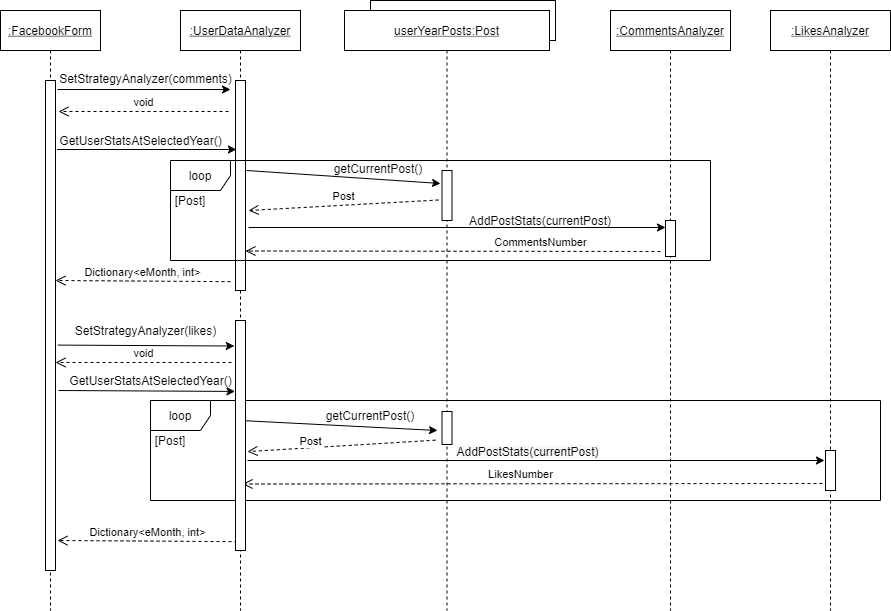 :FacebookForm
:UserDataAnalyzer
userYearPosts:Post
:CommentsAnalyzer
:LikesAnalyzer
SetStrategyAnalyzer(comments)
void
GetUserStatsAtSelectedYear()
loop
getCurrentPost()
[Post]
Post
AddPostStats(currentPost)
CommentsNumber
Dictionary<eMonth, int>
SetStrategyAnalyzer(likes)
void
GetUserStatsAtSelectedYear()
loop
getCurrentPost()
[Post]
Post
AddPostStats(currentPost)
LikesNumber
Dictionary<eMonth, int>